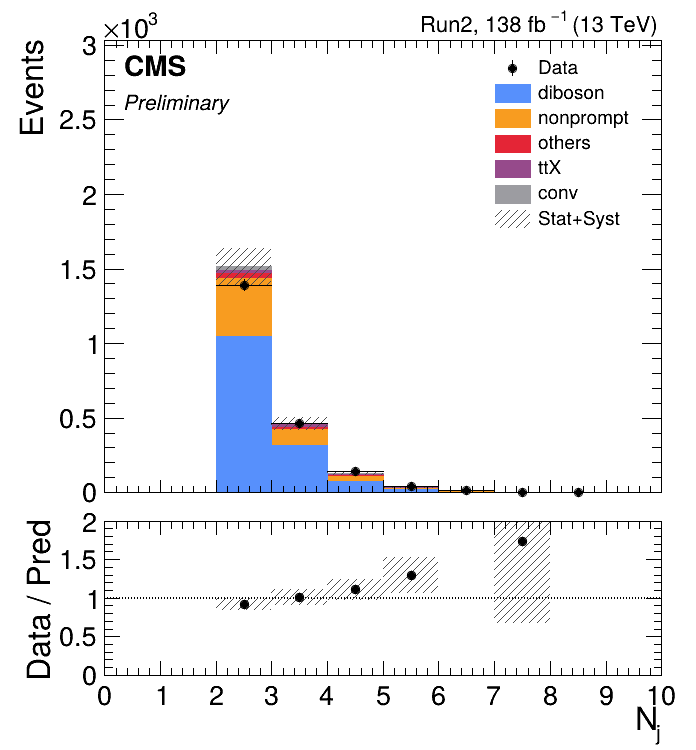 ×10³
Run2, 138 fb⁻¹ (13 TeV)
Events
3
2.5
2
1.5
1
0.5
0
CMS
Preliminary
Data
diboson
nonprompt
others
ttX
conv
Stat+Syst
Data / Pred
2
1.5
1
0.5
0
0 1 2 3 4 5 6 7 8 9 10
N_j